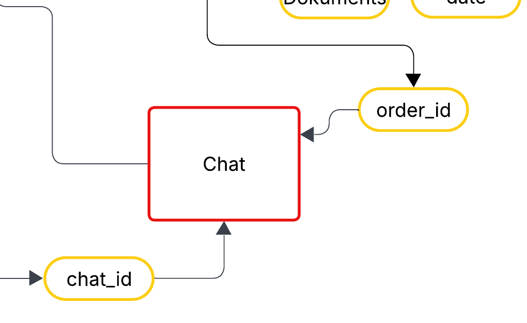 Dokuments
date
order_id
Chat
chat_id